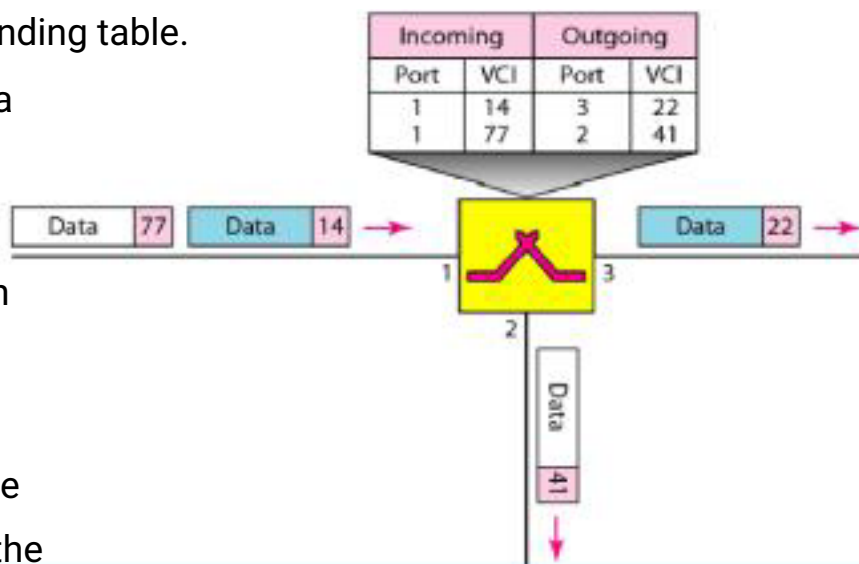 nding table.
a
n
e
the
Incoming Outgoing
Port VCI Port VCI
1 14 3 22
1 77 2 41
Data 77 Data 14 Data 22
1 3
2
Data 41